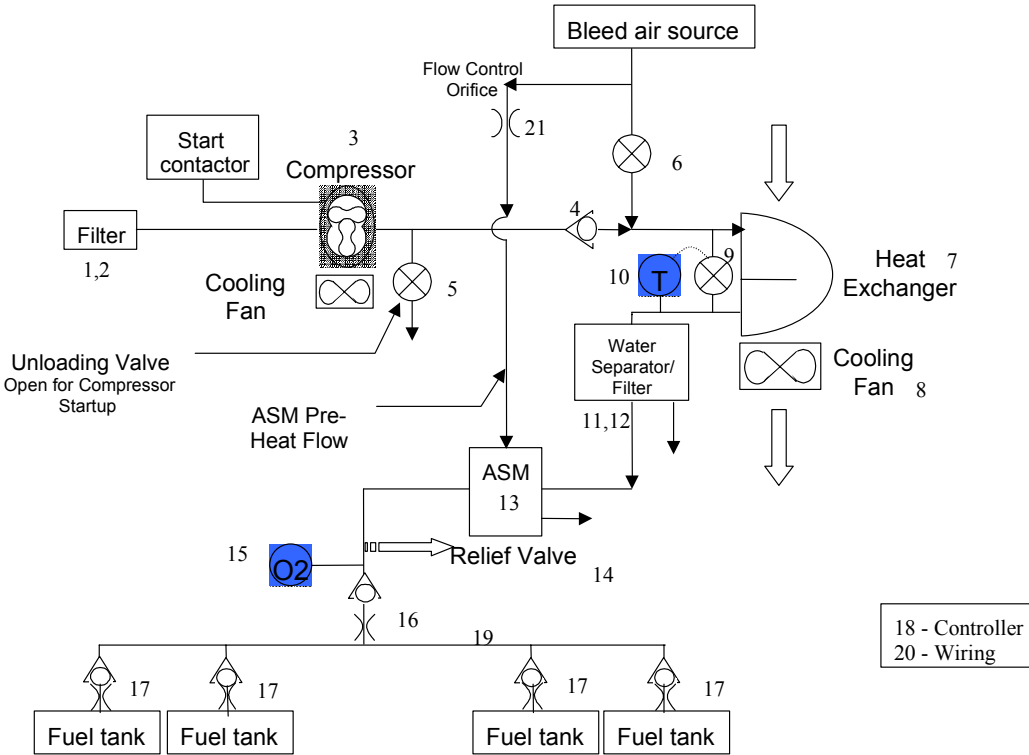 Bleed air source
Flow Control
Orifice
21
3
Start
contactor
Compressor
6
4
Filter
1,2
9
10
T
Heat
Exchanger
7
Cooling
Fan
5
Water
Separator/
Filter
Unloading Valve
Open for Compressor
Startup
Cooling
Fan
8
ASM Pre-
Heat Flow
11,12
ASM
13
15
O2
Relief Valve
14
16
18 - Controller
20 - Wiring
19
17
17
17
17
Fuel tank
Fuel tank
Fuel tank
Fuel tank